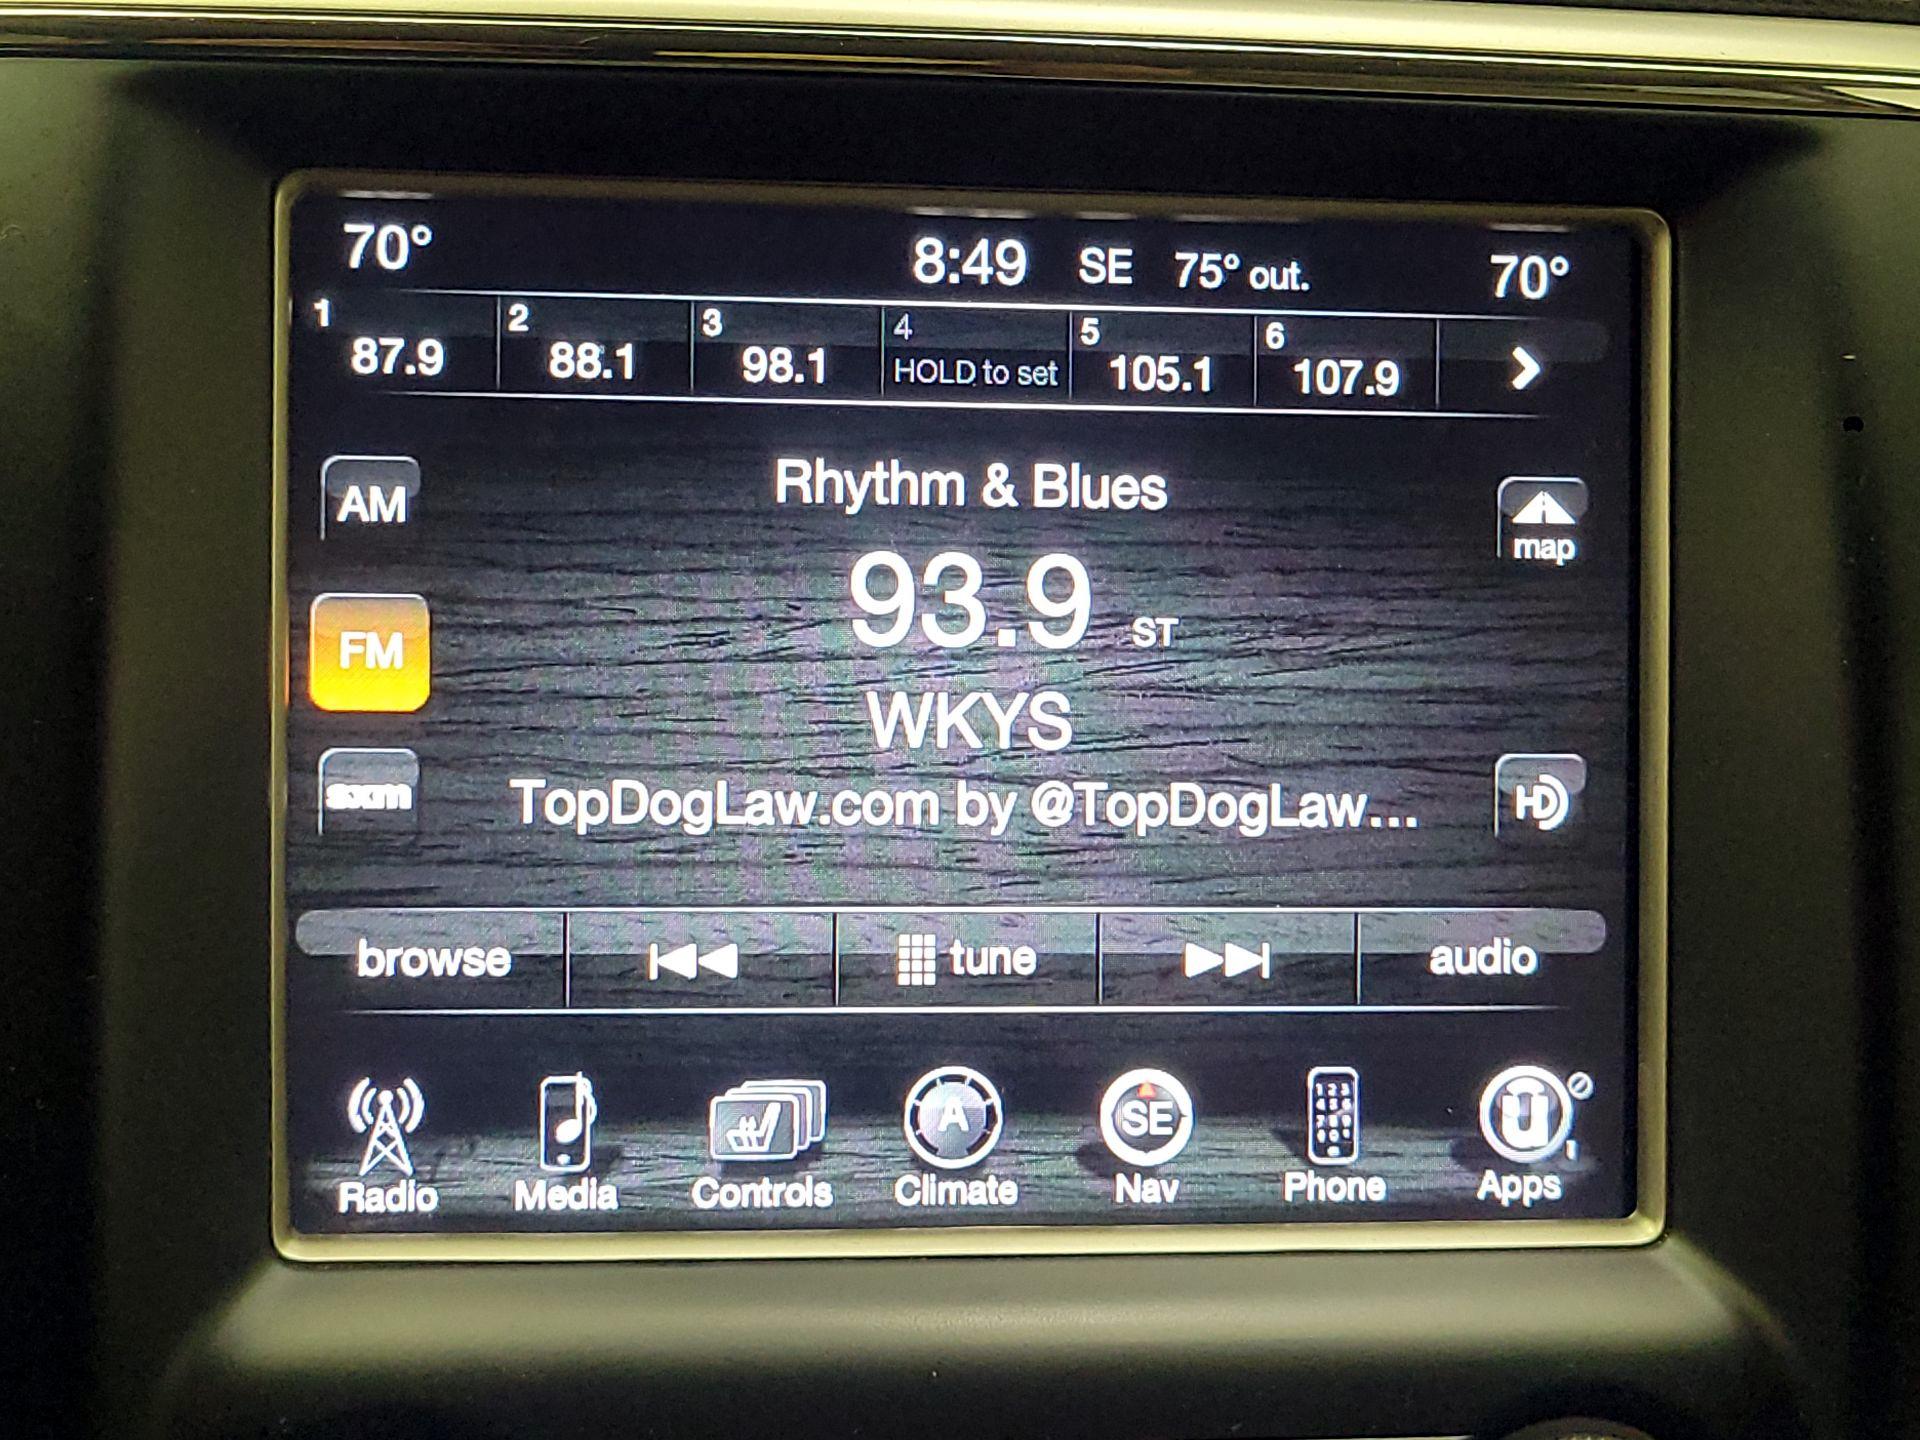 70° 8:49 SE 75° out. 70°
1 2 3 4 5 6
87.9 88.1 98.1 HOLD to set 105.1 107.9
AM
Rhythm & Blues
map
93.9 ST
FM
WKYS
sxm
TopDogLaw.com by @TopDogLaw...
HD
browse tune audio
A SE
Radio Media Controls Climate Nav Phone Apps